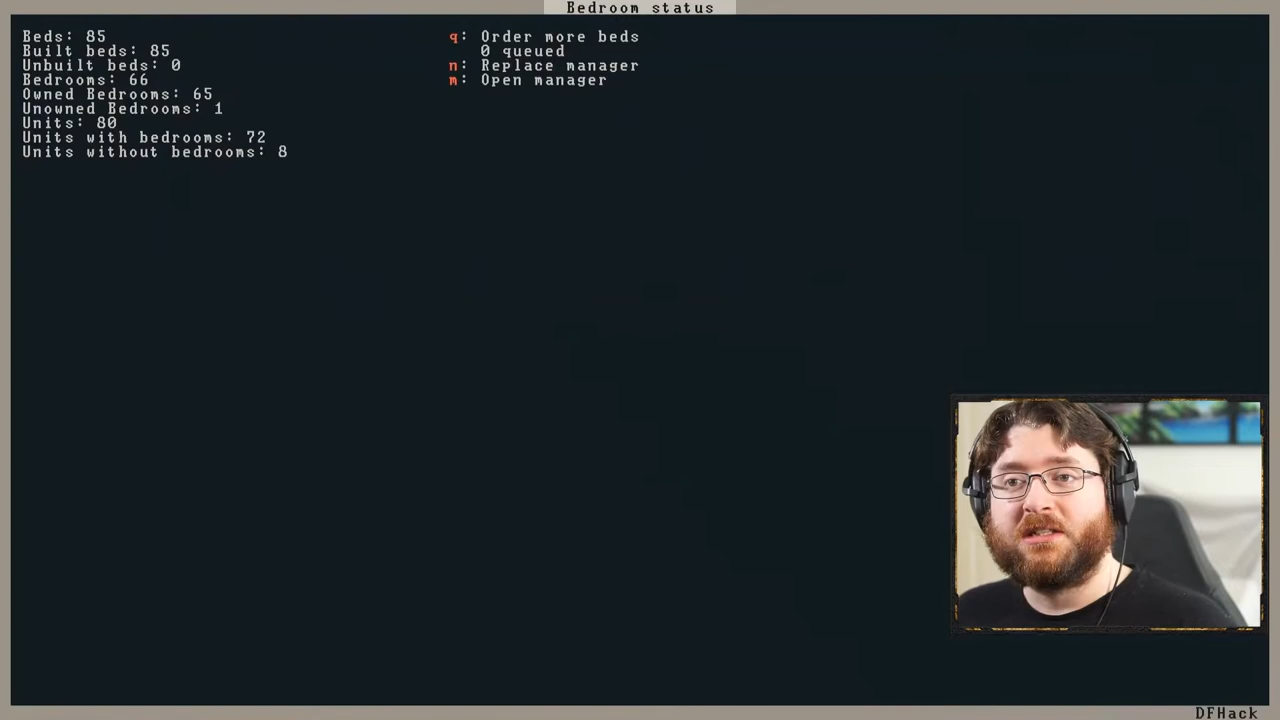 Bedroom status
Beds: 85
Built beds: 85
Unbuilt beds: 0
Bedrooms: 66
Owned Bedrooms: 65
Unowned Bedrooms: 1
Units: 80
Units with bedrooms: 72
Units without bedrooms: 8
q: Order more beds
0 queued
n: Replace manager
m: Open manager
DFHack